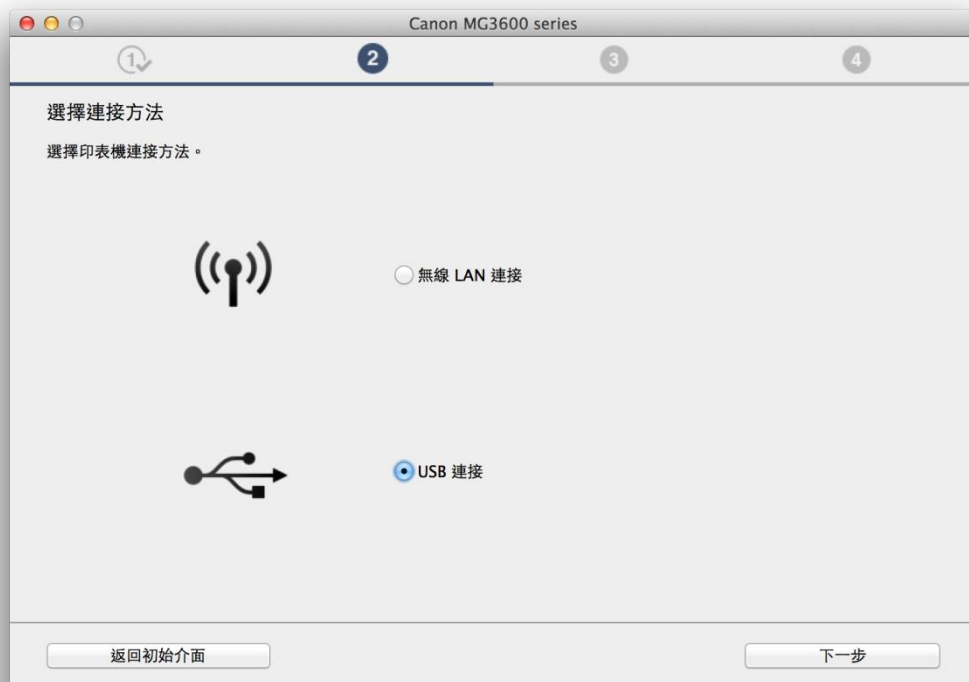 Canon MG3600 series
1 2 3 4
選擇連接方法
選擇印表機連接方法。
無線 LAN 連接
USB 連接
返回初始介面 下一步